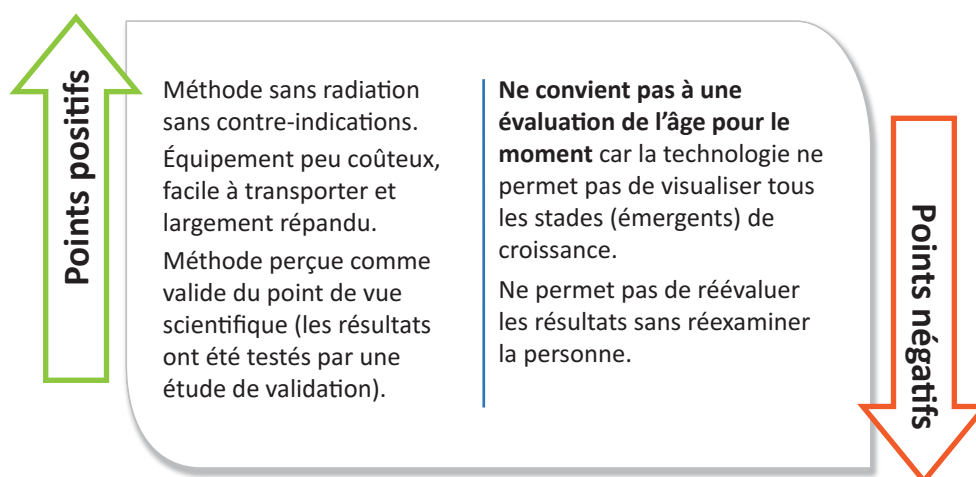 Points positifs
Méthode sans radiation
sans contre-indications.
Équipement peu coûteux,
facile à transporter et
largement répandu.
Méthode perçue comme
valide du point de vue
scientifique (les résultats
ont été testés par une
étude de validation).
Ne convient pas à une
évaluation de l’âge pour le
moment car la technologie ne
permet pas de visualiser tous
les stades (émergents) de
croissance.
Ne permet pas de réévaluer
les résultats sans réexaminer
la personne.
Points négatifs